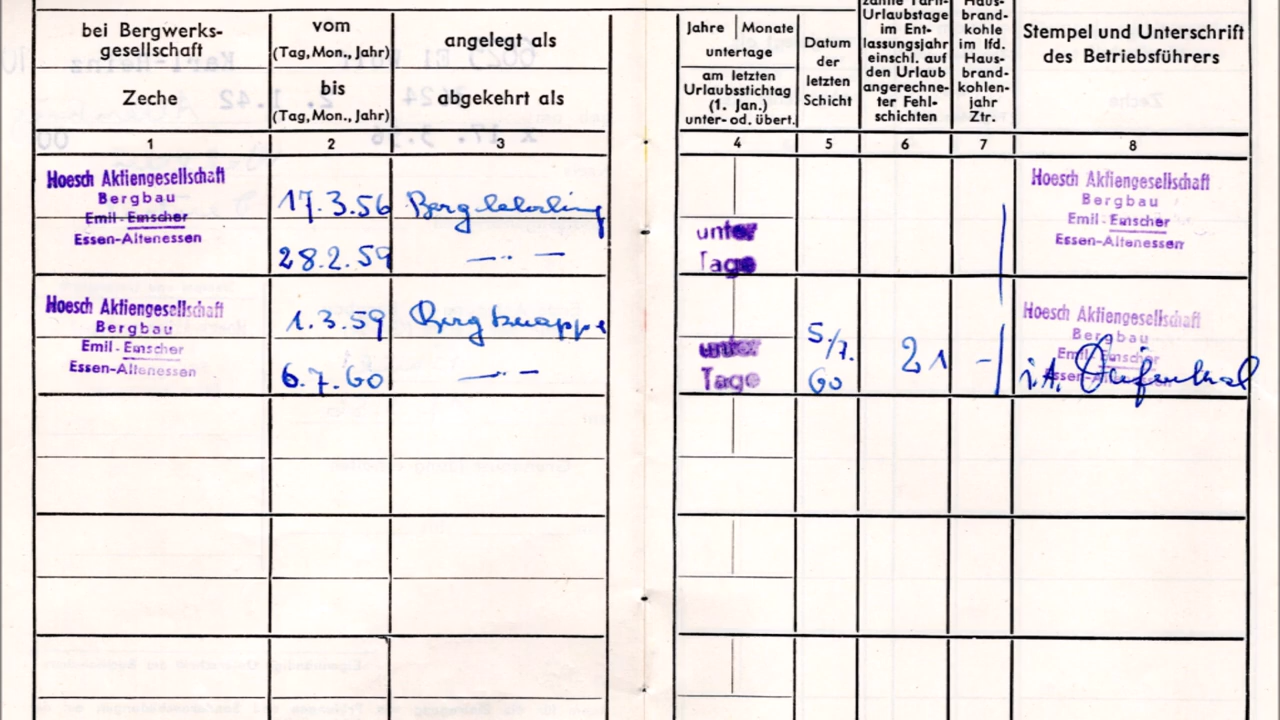 bei Bergwerks-
gesellschaft
Zeche
vom
(Tag, Mon., Jahr)
bis
(Tag, Mon., Jahr)
angelegt als
abgekehrt als
Jahre Monate
untertage
am letzten
Urlaubsstichtag
(1. Jan.)
unter- od. übert.
Datum
der
letzten
Schicht
Urlaubstage
im Ent-
lassungsjahr
einschl. auf
den Urlaub
angerechne-
ter Fehl-
schichten
Haus-
brand-
kohle
im lfd.
Haus-
brand-
kohlen-
jahr
Ztr.
Stempel und Unterschrift
des Betriebsführers
1 2 3 4 5 6 7 8
Hoesch Aktiengesellschaft
Bergbau
Emil-Emscher
Essen-Altenessen
17.3.56
28.2.59
Berglehrling
—··—
unter
Tage
Hoesch Aktiengesellschaft
Bergbau
Emil-Emscher
Essen-Altenessen
Hoesch Aktiengesellschaft
Bergbau
Emil-Emscher
Essen-Altenessen
1.3.59
6.7.60
Bergknappe
—··—
unter
Tage
5/7.
60
21
-
Hoesch Aktiengesellschaft
Bergbau
Emil-Emscher
Essen-Altenessen
i.A.